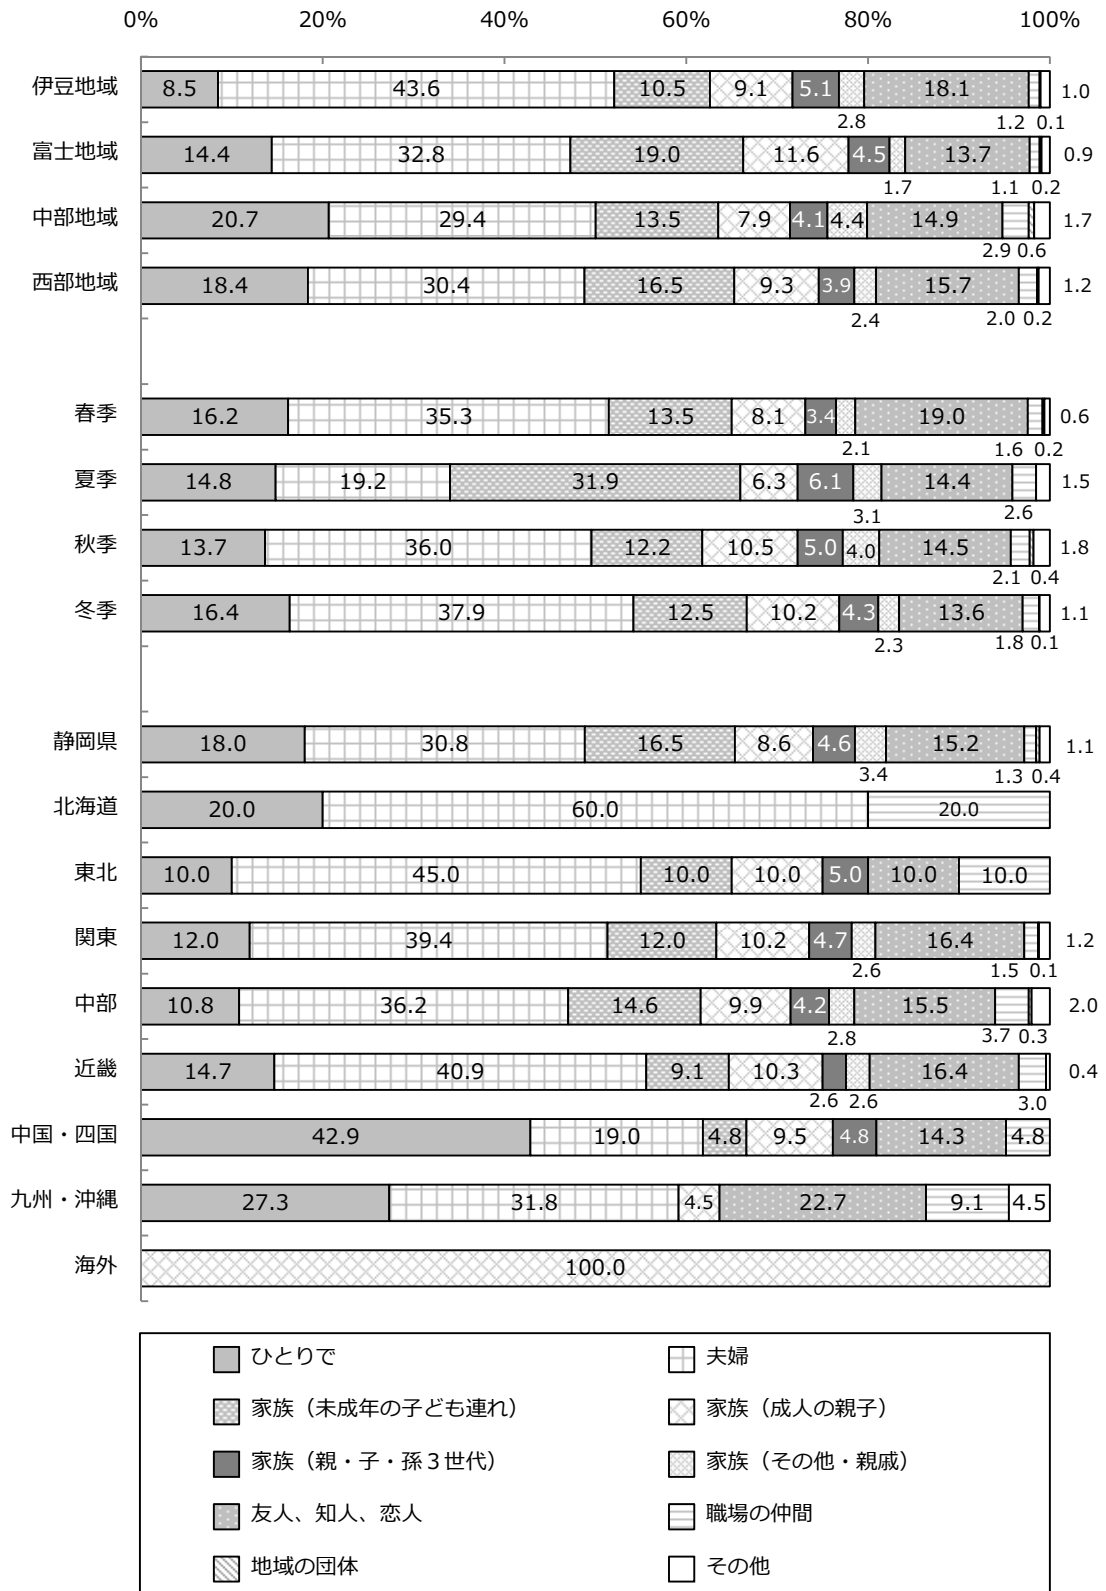 0% 20% 40% 60% 80% 100%
伊豆地域 8.5 43.6 10.5 9.1 5.1 18.1 1.0
2.8 1.2 0.1
富士地域 14.4 32.8 19.0 11.6 4.5 13.7 0.9
1.7 1.1 0.2
中部地域 20.7 29.4 13.5 7.9 4.1 4.4 14.9 1.7
2.9 0.6
西部地域 18.4 30.4 16.5 9.3 3.9 15.7 1.2
2.4 2.0 0.2
春季 16.2 35.3 13.5 8.1 3.4 19.0 0.6
2.1 1.6 0.2
夏季 14.8 19.2 31.9 6.3 6.1 14.4 1.5
3.1 2.6
秋季 13.7 36.0 12.2 10.5 5.0 4.0 14.5 1.8
2.1 0.4
冬季 16.4 37.9 12.5 10.2 4.3 13.6 1.1
2.3 1.8 0.1
静岡県 18.0 30.8 16.5 8.6 4.6 15.2 1.1
3.4 1.3 0.4
北海道 20.0 60.0 20.0
東北 10.0 45.0 10.0 10.0 5.0 10.0 10.0
関東 12.0 39.4 12.0 10.2 4.7 16.4 1.2
2.6 1.5 0.1
中部 10.8 36.2 14.6 9.9 4.2 15.5 2.0
2.8 3.7 0.3
近畿 14.7 40.9 9.1 10.3 16.4 0.4
2.6 2.6 3.0
中国・四国 42.9 19.0 4.8 9.5 4.8 14.3 4.8
九州・沖縄 27.3 31.8 4.5 22.7 9.1 4.5
海外 100.0
ひとりで 夫婦
家族（未成年の子ども連れ） 家族（成人の親子）
家族（親・子・孫３世代） 家族（その他・親戚）
友人、知人、恋人 職場の仲間
地域の団体 その他